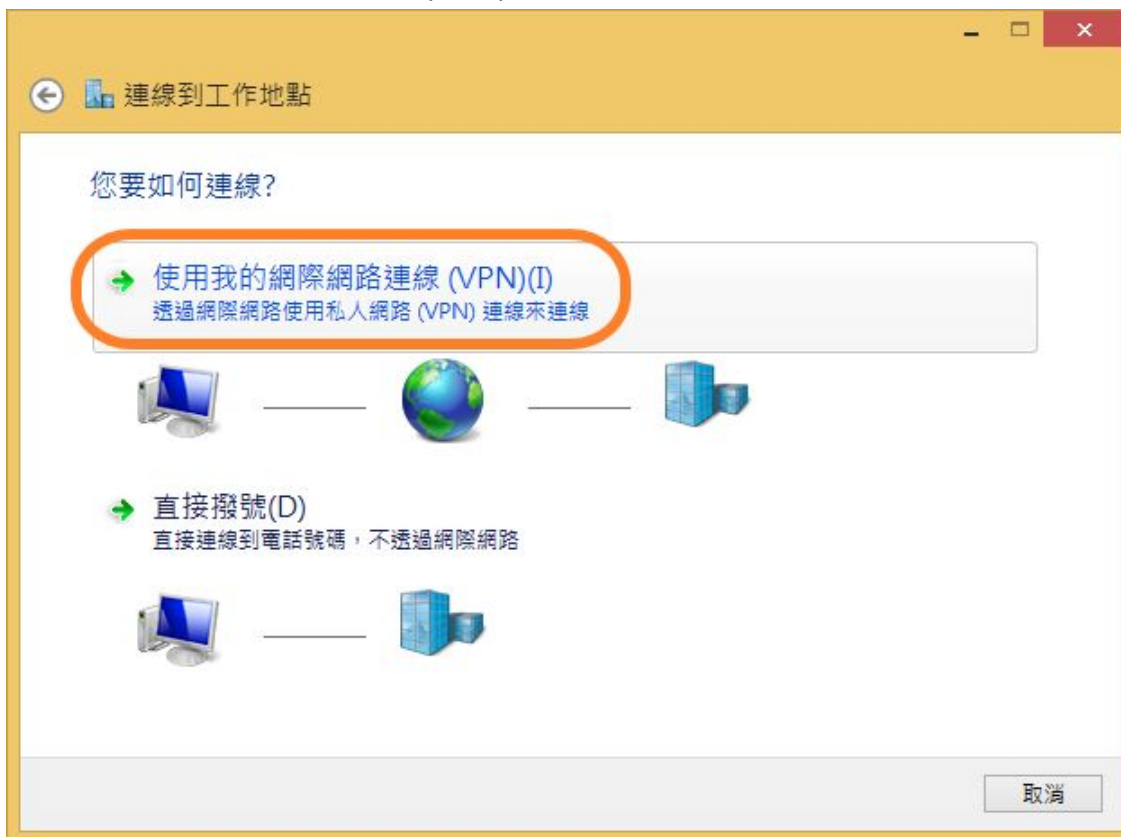 連線到工作地點
您要如何連線?
使用我的網際網路連線 (VPN)(I)
透過網際網路使用私人網路 (VPN) 連線來連線
直接撥號(D)
直接連線到電話號碼，不透過網際網路
取消